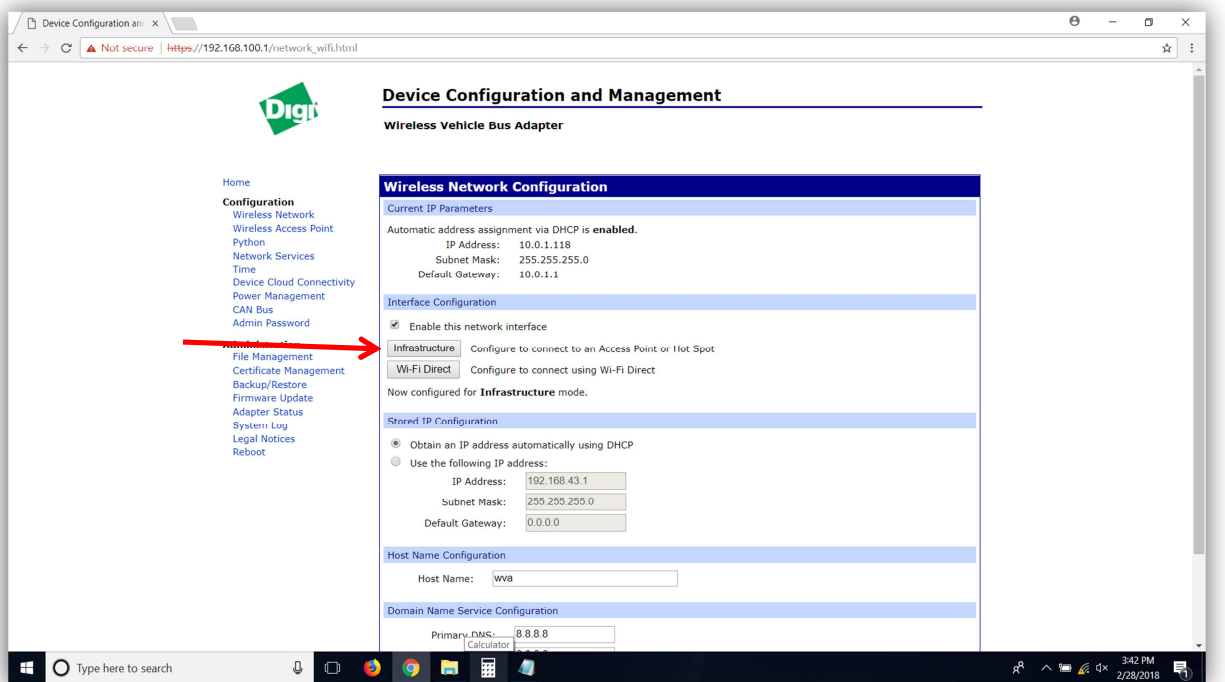 Device Configuration an
Not secure | https://192.168.100.1/network_wifi.html
Digi
Device Configuration and Management
Wireless Vehicle Bus Adapter
Home
Configuration
Wireless Network
Wireless Access Point
Python
Network Services
Time
Device Cloud Connectivity
Power Management
CAN Bus
Admin Password
Administration
File Management
Certificate Management
Backup/Restore
Firmware Update
Adapter Status
System Log
Legal Notices
Reboot
Wireless Network Configuration
Current IP Parameters
Automatic address assignment via DHCP is enabled.
IP Address: 10.0.1.118
Subnet Mask: 255.255.255.0
Default Gateway: 10.0.1.1
Interface Configuration
Enable this network interface
Infrastructure Configure to connect to an Access Point or Hot Spot
Wi-Fi Direct Configure to connect using Wi-Fi Direct
Now configured for Infrastructure mode.
Stored IP Configuration
Obtain an IP address automatically using DHCP
Use the following IP address:
IP Address: 192.168.43.1
Subnet Mask: 255.255.255.0
Default Gateway: 0.0.0.0
Host Name Configuration
Host Name: wva
Domain Name Service Configuration
Primary DNS: 8.8.8.8
Calculator
Type here to search
3:42 PM
2/28/2018
1